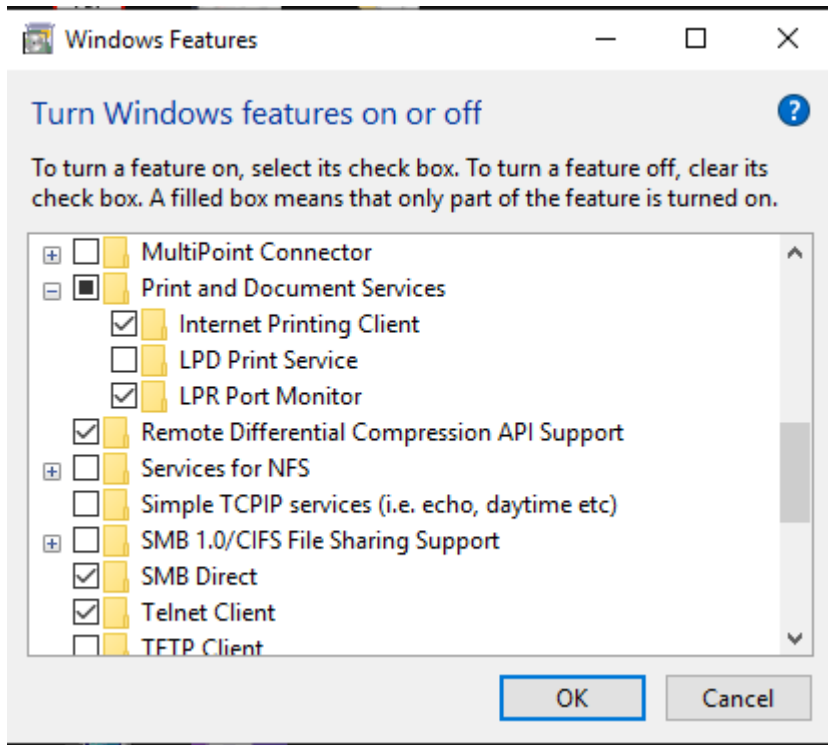 Windows Features
Turn Windows features on or off
?
To turn a feature on, select its check box. To turn a feature off, clear its
check box. A filled box means that only part of the feature is turned on.
MultiPoint Connector
Print and Document Services
Internet Printing Client
LPD Print Service
LPR Port Monitor
Remote Differential Compression API Support
Services for NFS
Simple TCPIP services (i.e. echo, daytime etc)
SMB 1.0/CIFS File Sharing Support
SMB Direct
Telnet Client
TFTP Client
OK Cancel